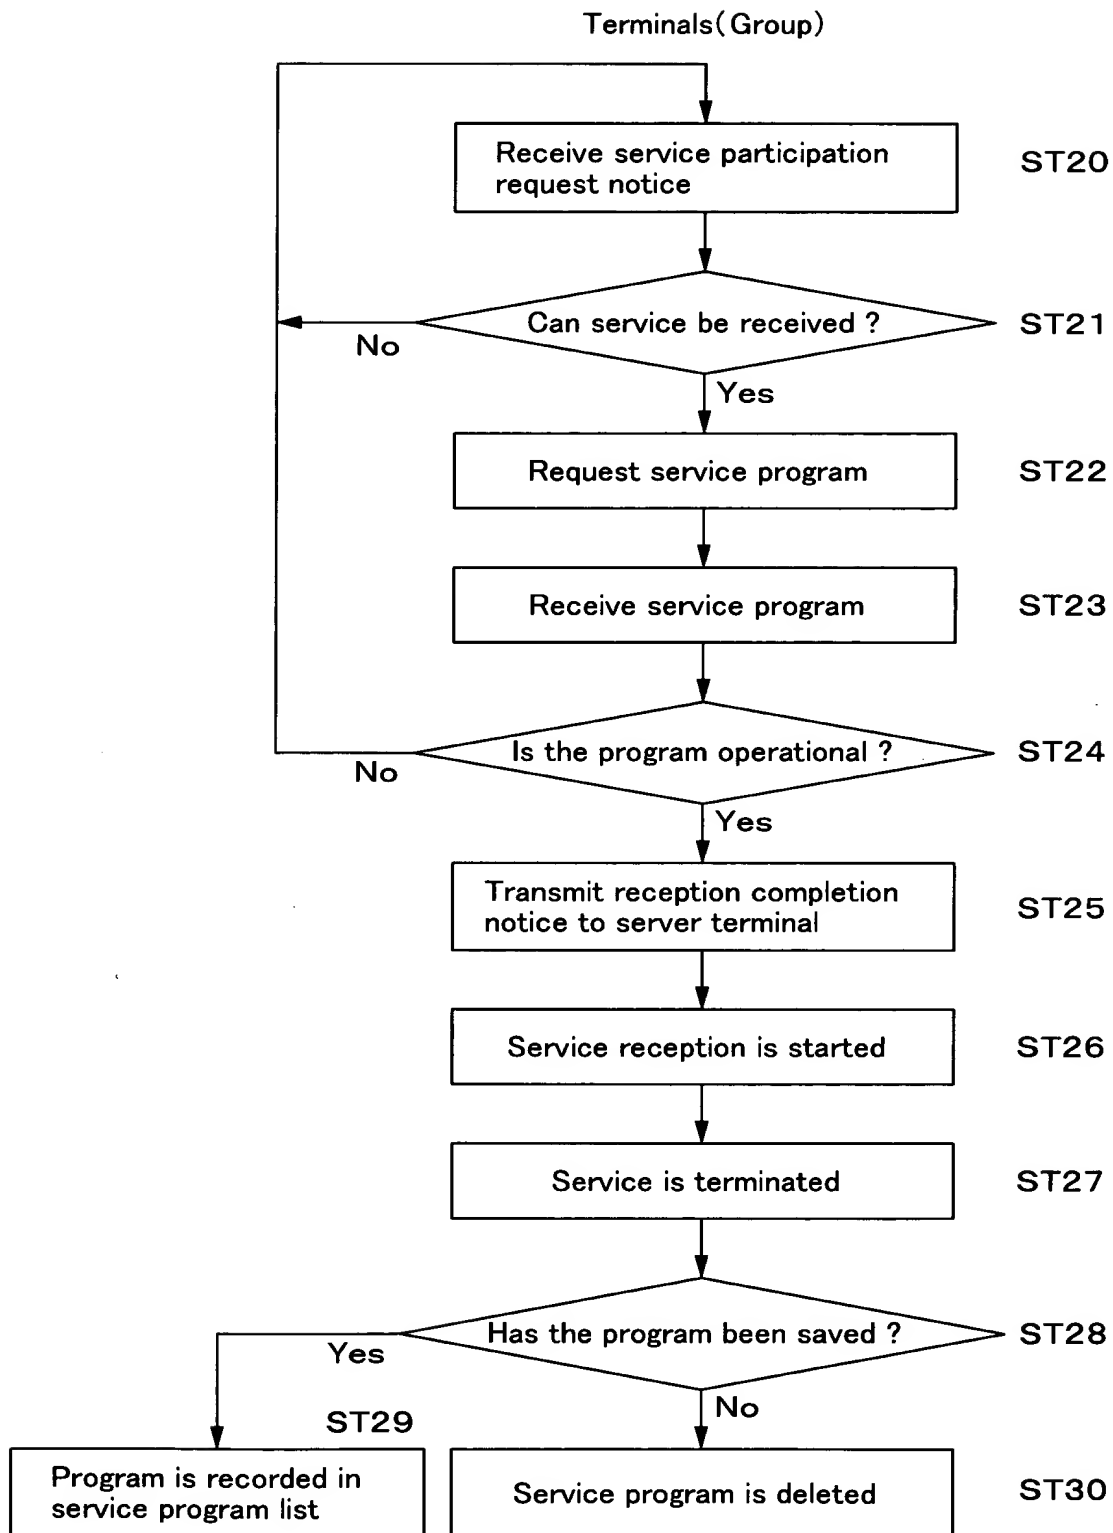 Terminals(Group)
Receive service participation
request notice
ST20
Can service be received ?
ST21
No
Yes
Request service program
ST22
Receive service program
ST23
Is the program operational ?
ST24
No
Yes
Transmit reception completion
notice to server terminal
ST25
Service reception is started
ST26
Service is terminated
ST27
Has the program been saved ?
ST28
Yes
No
ST29
Program is recorded in
service program list
Service program is deleted
ST30